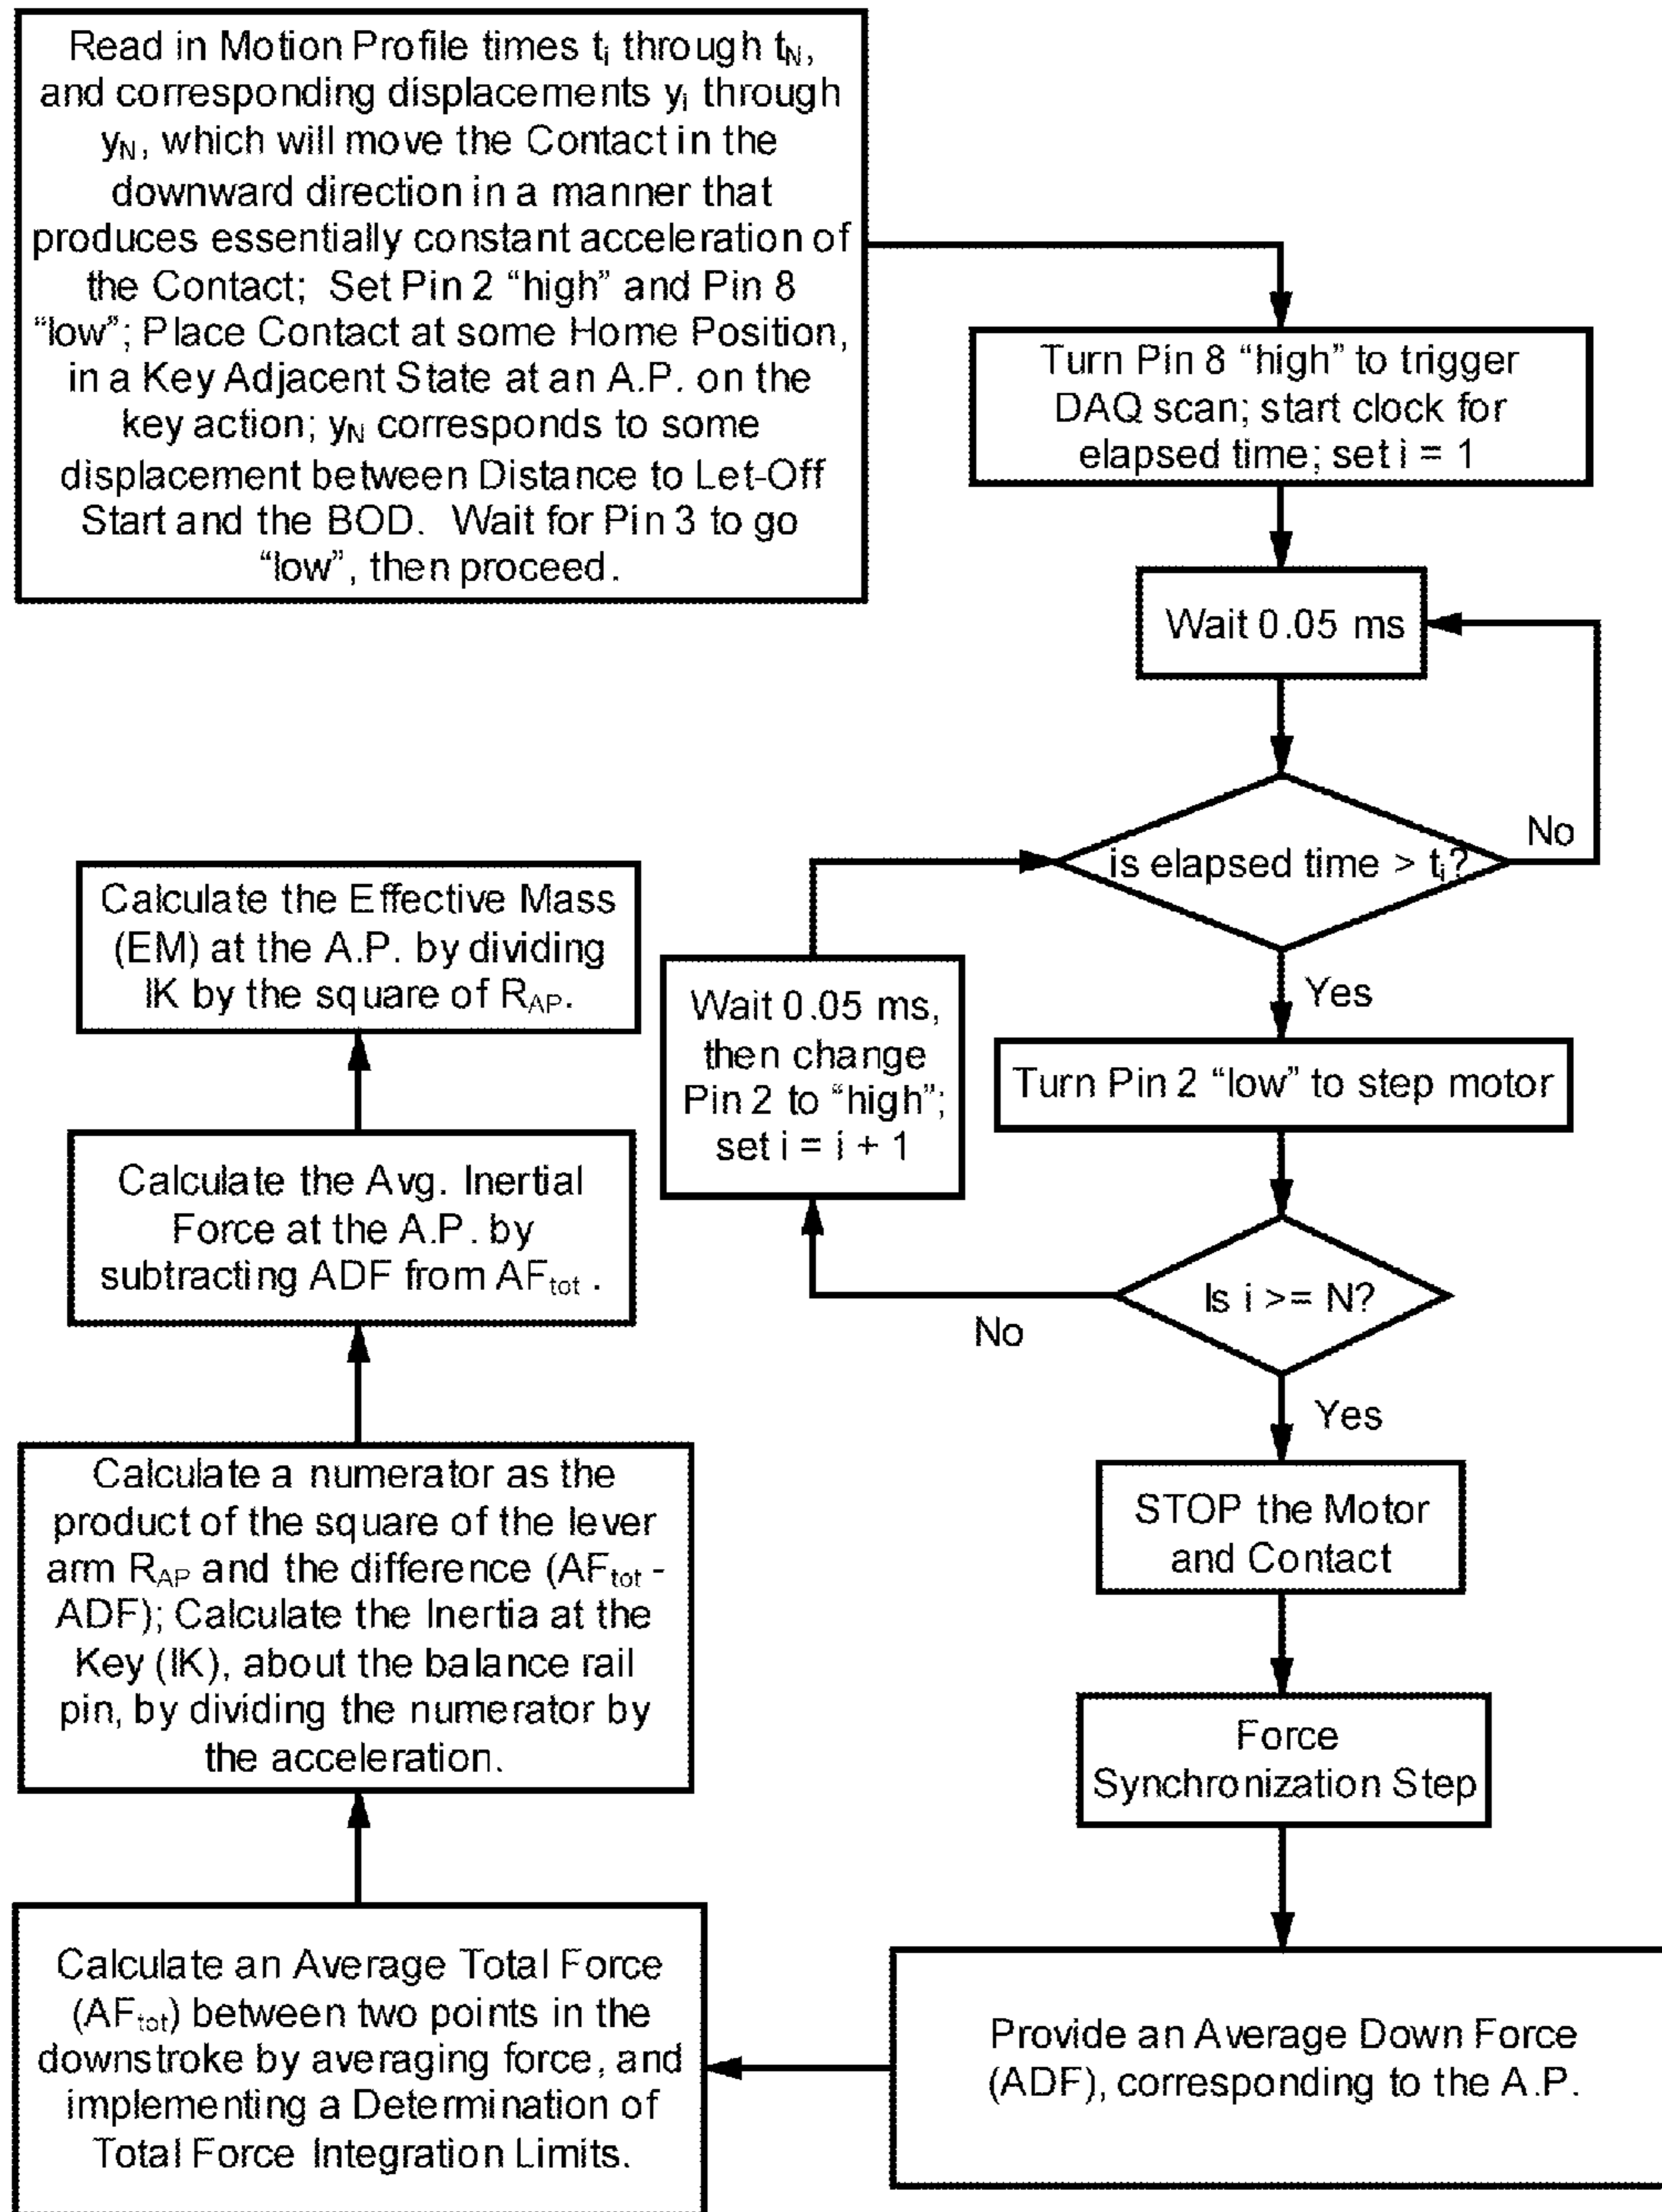 Read in Motion Profile times tᵢ through t_N,
and corresponding displacements yᵢ through
y_N, which will move the Contact in the
downward direction in a manner that
produces essentially constant acceleration of
the Contact; Set Pin 2 “high” and Pin 8
“low”; Place Contact at some Home Position,
in a Key Adjacent State at an A.P. on the
key action; y_N corresponds to some
displacement between Distance to Let-Off
Start and the BOD. Wait for Pin 3 to go
“low”, then proceed.
Turn Pin 8 “high” to trigger
DAQ scan; start clock for
elapsed time; set i = 1
Wait 0.05 ms
is elapsed time > tᵢ?
No
Yes
Turn Pin 2 “low” to step motor
Is i >= N?
No
Wait 0.05 ms,
then change
Pin 2 to “high”;
set i = i + 1
Yes
STOP the Motor
and Contact
Force
Synchronization Step
Provide an Average Down Force
(ADF), corresponding to the A.P.
Calculate an Average Total Force
(AF_tot) between two points in the
downstroke by averaging force, and
implementing a Determination of
Total Force Integration Limits.
Calculate a numerator as the
product of the square of the lever
arm R_AP and the difference (AF_tot -
ADF); Calculate the Inertia at the
Key (IK), about the balance rail
pin, by dividing the numerator by
the acceleration.
Calculate the Avg. Inertial
Force at the A.P. by
subtracting ADF from AF_tot .
Calculate the Effective Mass
(EM) at the A.P. by dividing
IK by the square of R_AP.